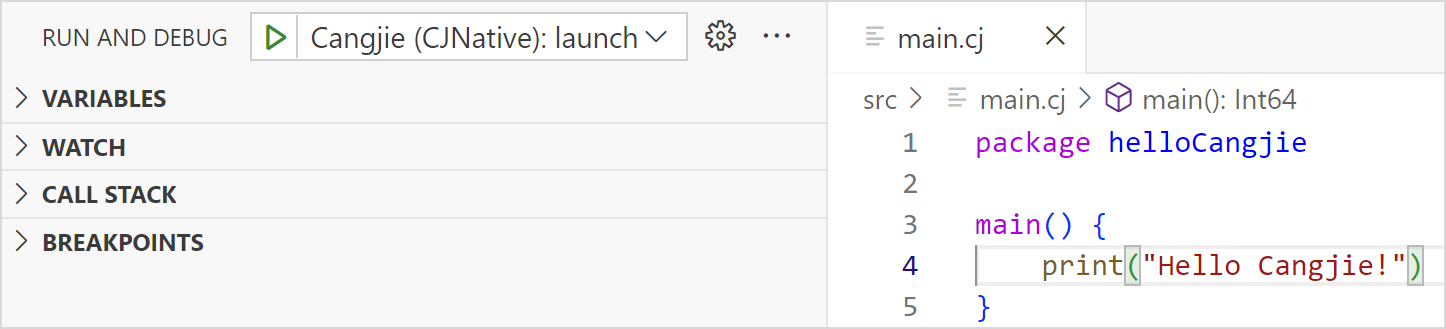 RUN AND DEBUG Cangjie (CJNative): launch ...
VARIABLES
WATCH
CALL STACK
BREAKPOINTS
main.cj
src > main.cj > main(): Int64
1 package helloCangjie
2
3 main() {
4     print("Hello Cangjie!")
5 }